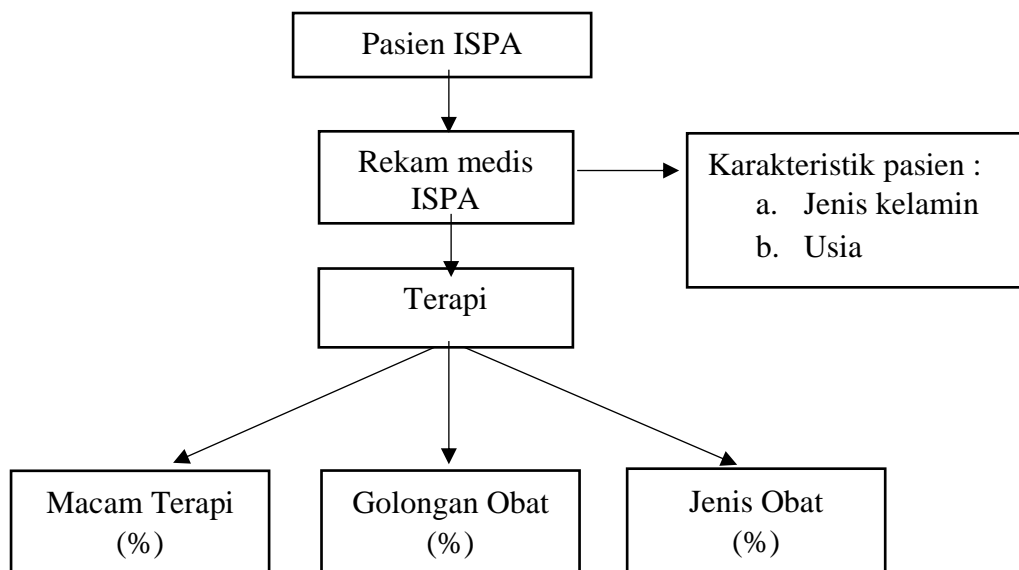 Pasien ISPA
Rekam medis
ISPA
Karakteristik pasien :
a. Jenis kelamin
b. Usia
Terapi
Macam Terapi
(%)
Golongan Obat
(%)
Jenis Obat
(%)